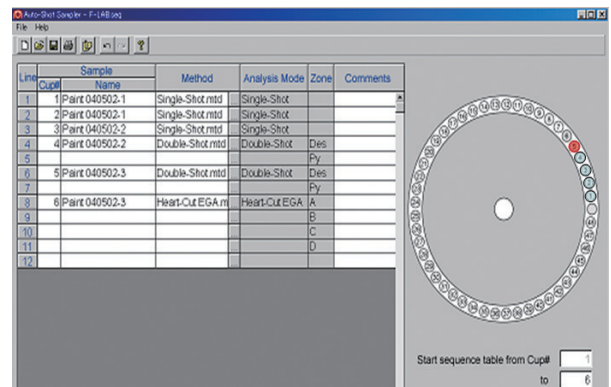 Auto-Shot Sampler - F-LAB.seq
File Help
Line Sample Method Analysis Mode Zone Comments
Cup# Name
1 1 Paint 040502-1 Single-Shot.mtd ... Single-Shot
2 2 Paint 040502-1 Single-Shot.mtd ... Single-Shot
3 3 Paint 040502-2 Single-Shot.mtd ... Single-Shot
4 4 Paint 040502-2 Double-Shot.mtd ... Double-Shot Des
5 Py
6 5 Paint 040502-3 Double-Shot.mtd ... Double-Shot Des
7 Py
8 6 Paint 040502-3 Heart-Cut EGA.m ... Heart-Cut EGA A
9 B
10 C
11 D
12
Start sequence table from Cup# 1
to 6